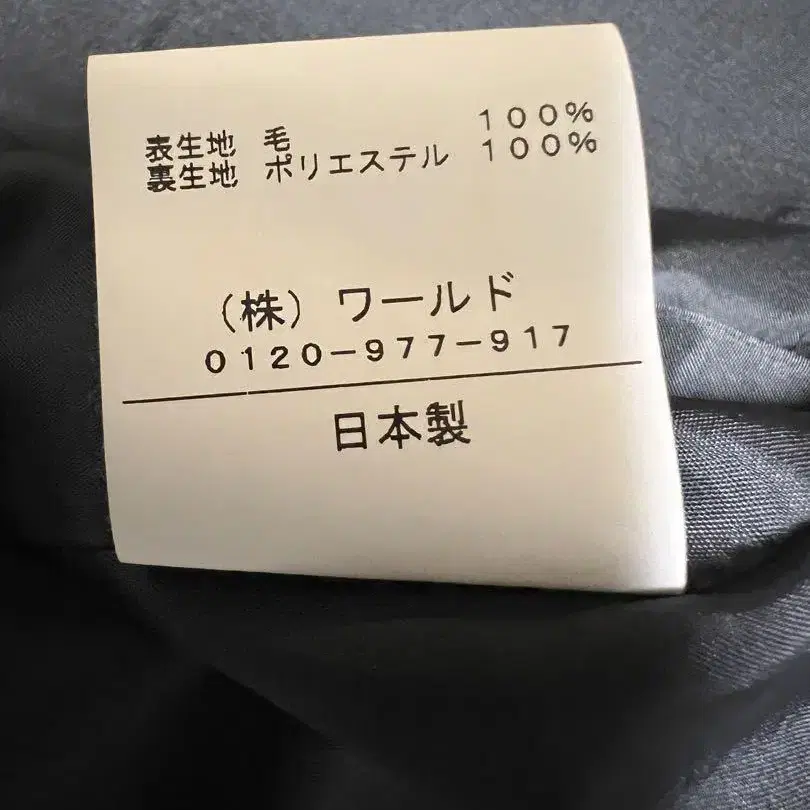 表生地 毛 100%
裏生地 ポリエステル 100%
(株) ワールド
0120-977-917
日本製